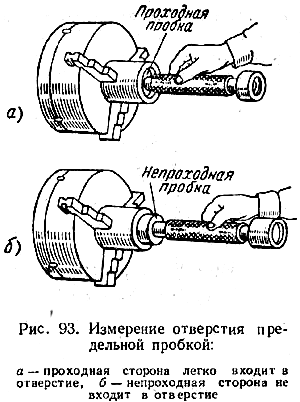 Проходная
пробка
а)
Непроходная
пробка
б)
Рис. 93. Измерение отверстия пре-
дельной пробкой:
а — проходная сторона легко входит в
отверстие, б — непроходная сторона не
входит в отверстие